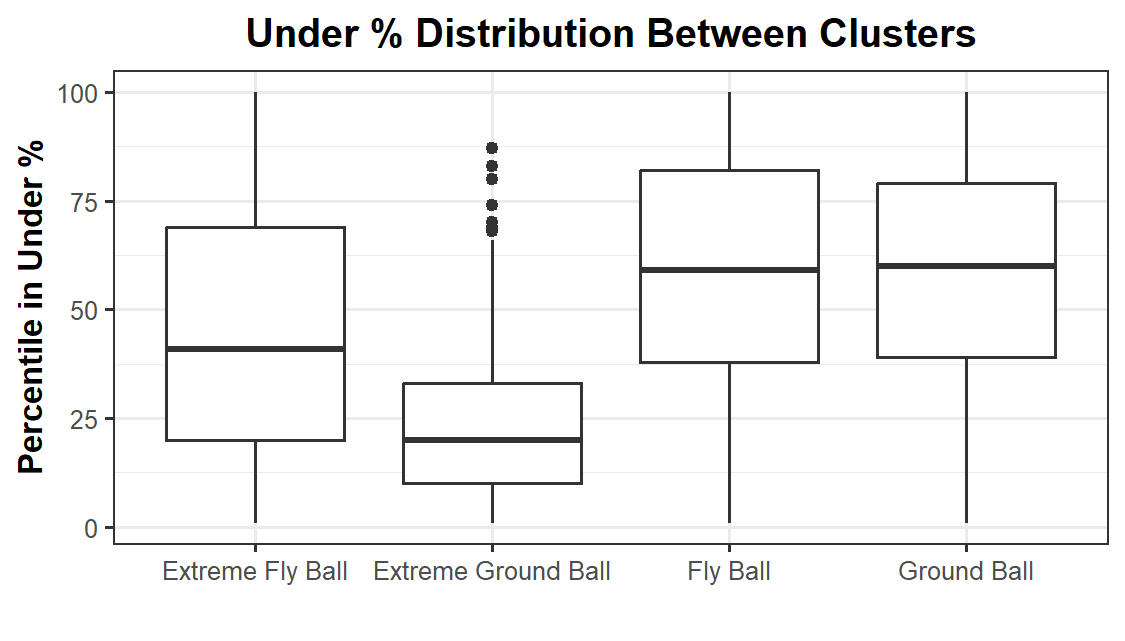 Under % Distribution Between Clusters
Percentile in Under %
100
75
50
25
0
Extreme Fly Ball
Extreme Ground Ball
Fly Ball
Ground Ball